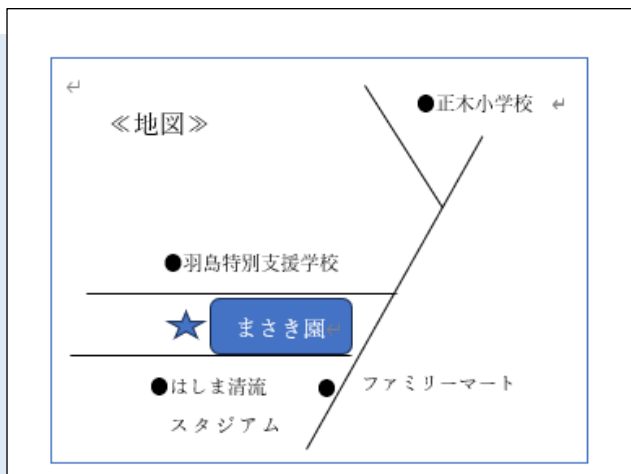 ≪地図≫
●正木小学校
●羽島特別支援学校
★ まさき園
●はしま清流
スタジアム
● ファミリーマート